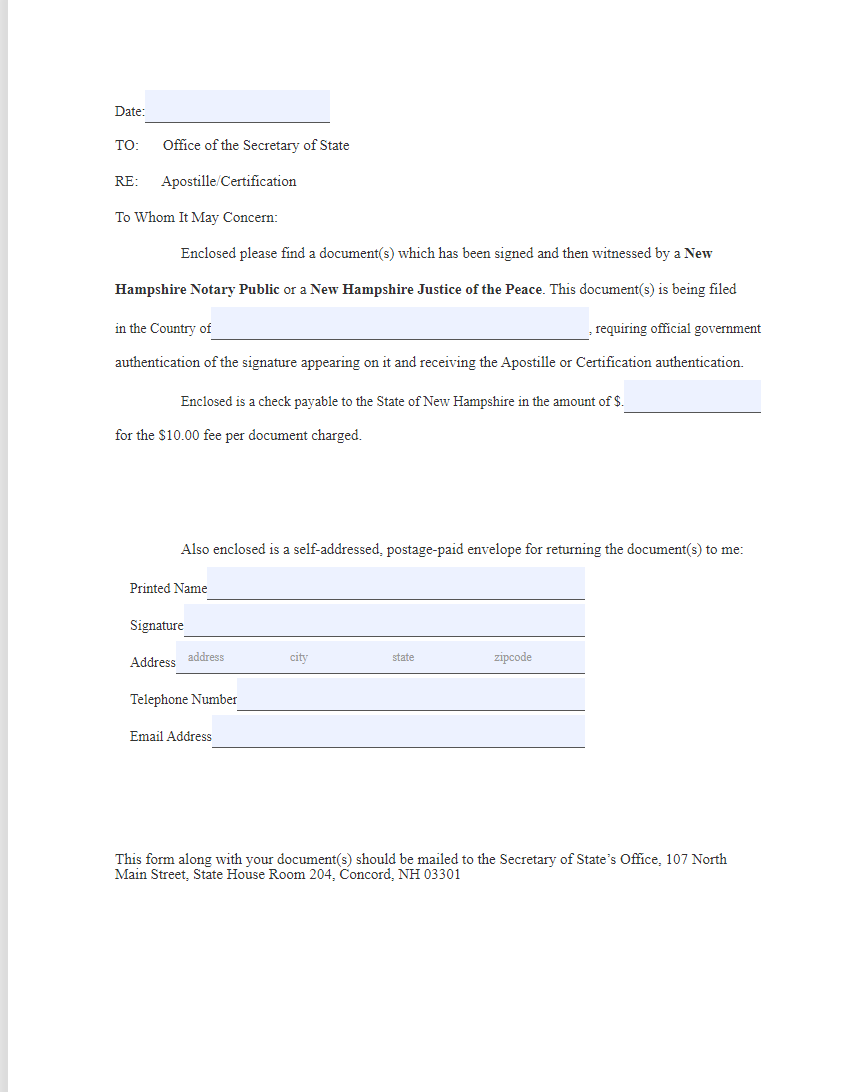 Date:
TO: Office of the Secretary of State
RE: Apostille/Certification
To Whom It May Concern:
Enclosed please find a document(s) which has been signed and then witnessed by a New
Hampshire Notary Public or a New Hampshire Justice of the Peace. This document(s) is being filed
in the Country of , requiring official government
authentication of the signature appearing on it and receiving the Apostille or Certification authentication.
Enclosed is a check payable to the State of New Hampshire in the amount of $.
for the $10.00 fee per document charged.
Also enclosed is a self-addressed, postage-paid envelope for returning the document(s) to me:
Printed Name
Signature
Address address city state zipcode
Telephone Number
Email Address
This form along with your document(s) should be mailed to the Secretary of State’s Office, 107 North
Main Street, State House Room 204, Concord, NH 03301